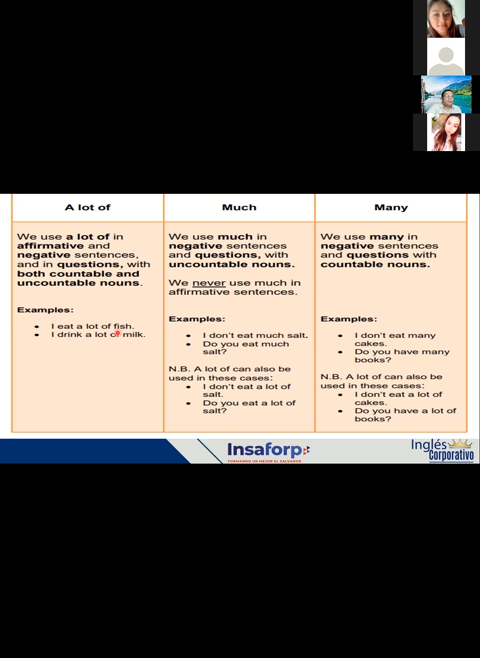 A lot of
We use a lot of in
affirmative and
negative sentences,
and in questions, with
both countable and
uncountable nouns.
Examples:
I eat a lot of fish.
I drink a lot of milk.
Much
We use much in
negative sentences
and questions, with
uncountable nouns.
We never use much in
affirmative sentences.
Examples:
I don't eat much salt.
Do you eat much
salt?
N.B. A lot of can also be
used in these cases:
I don't eat a lot of
salt.
Do you eat a lot of
salt?
Many
We use many in
negative sentences
and questions with
countable nouns.
Examples:
I don't eat many
cakes.
Do you have many
books?
N.B. A lot of can also be
used in these cases:
I don't eat a lot of
cakes.
Do you have a lot of
books?
Insaforp
FORMANDO UN MEJOR EL SALVADOR
Inglés
Corporativo